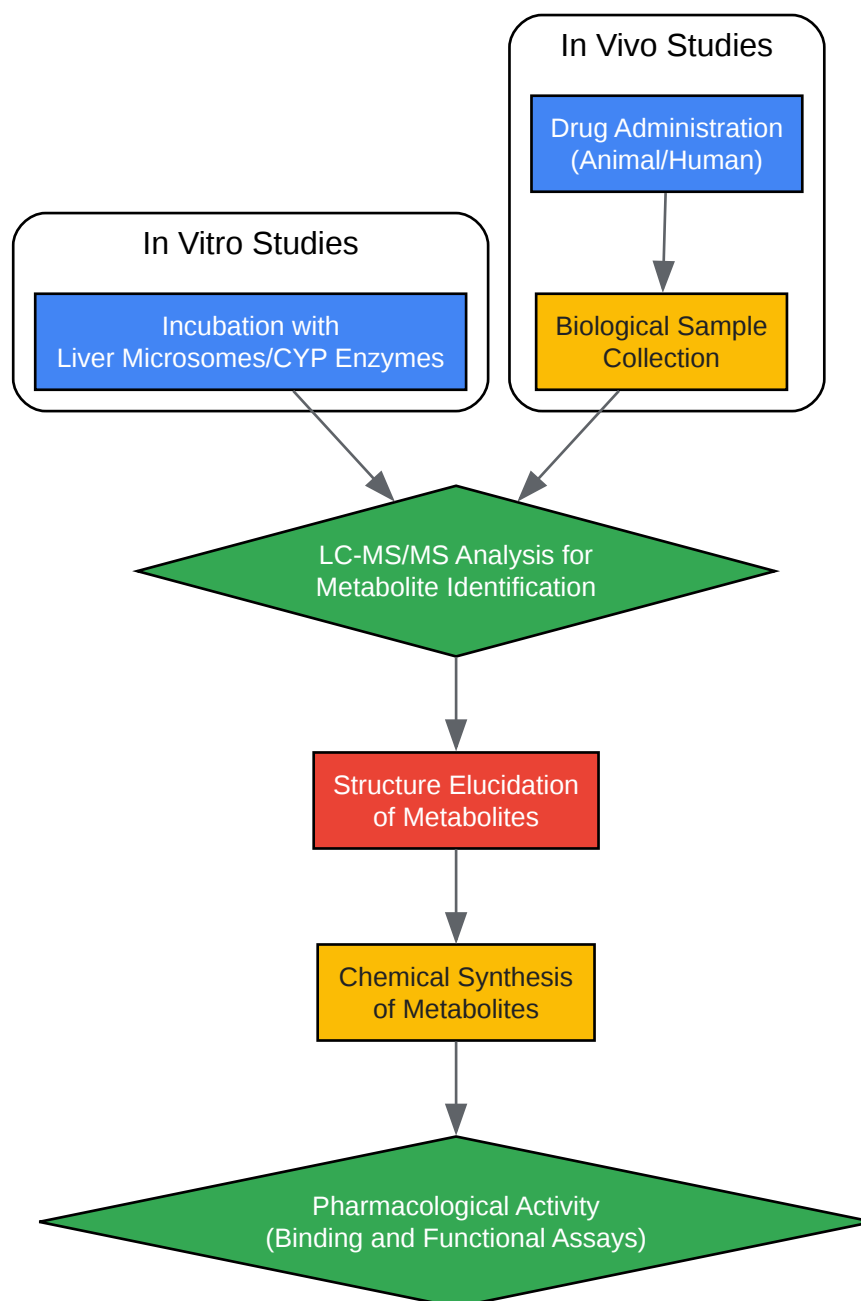 In Vivo Studies
Drug Administration
(Animal/Human)
In Vitro Studies
Incubation with
Liver Microsomes/CYP Enzymes
Biological Sample
Collection
LC-MS/MS Analysis for
Metabolite Identification
Structure Elucidation
of Metabolites
Chemical Synthesis
of Metabolites
Pharmacological Activity
(Binding and Functional Assays)